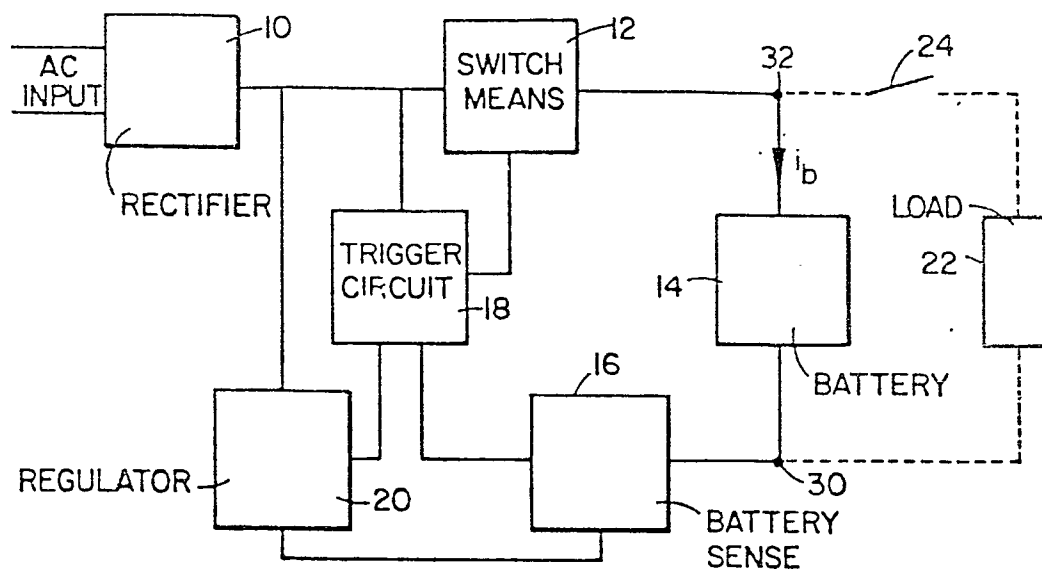 10
12
32
24
AC
INPUT
SWITCH
MEANS
i_b
RECTIFIER
LOAD
TRIGGER
CIRCUIT
18
14
22
16
BATTERY
REGULATOR
20
30
BATTERY
SENSE